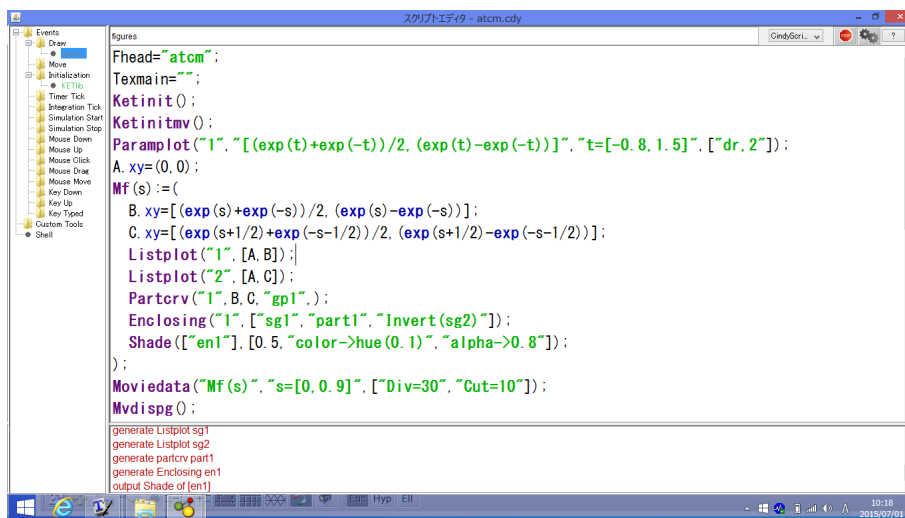 スクリプトエディタ - atcm.cdy
Events
Draw
Move
Initialization
KETlib
Timer Tick
Integration Tick
Simulation Start
Simulation Stop
Mouse Down
Mouse Up
Mouse Click
Mouse Drag
Mouse Move
Key Down
Key Up
Key Typed
Custom Tools
Shell
figures
CindyScri...
STOP
?
Fhead="atcm";
Texmain="";
Ketinit();
Ketinitmv();
Paramplot("1","[(exp(t)+exp(-t))/2,(exp(t)-exp(-t))]","t=[-0.8,1.5]",["dr,2"]);
A.xy=(0,0);
Mf(s):=(
B.xy=[(exp(s)+exp(-s))/2,(exp(s)-exp(-s))];
C.xy=[(exp(s+1/2)+exp(-s-1/2))/2,(exp(s+1/2)-exp(-s-1/2))];
Listplot("1",[A,B]);
Listplot("2",[A,C]);
Partcrv("1",B,C,"gp1",);
Enclosing("1",["sg1","part1","Invert(sg2)"]);
Shade(["en1"],[0.5,"color->hue(0.1)","alpha->0.8"]);
);
Moviedata("Mf(s)","s=[0,0.9]",["Div=30","Cut=10"]);
Mvdispg();
generate Listplot sg1
generate Listplot sg2
generate partcrv part1
generate Enclosing en1
output Shade of [en1]
Euc Hyp Ell
A
10:18
2015/07/01